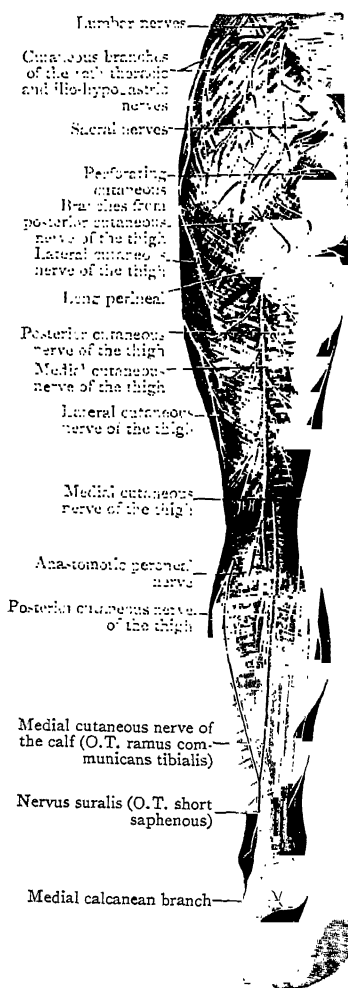 Lumbar nerves
Cutaneous branches
of the last thoracic
and ilio-hypogastric
nerves
Sacral nerves
Perforating
cutaneous
Branches from
posterior cutaneous
nerve of the thigh
Lateral cutaneous
nerve of the thigh
Long perineal
Posterior cutaneous
nerve of the thigh
Medial cutaneous
nerve of the thigh
Lateral cutaneous
nerve of the thigh
Medial cutaneous
nerve of the thigh
Anastomotic peroneal
nerve
Posterior cutaneous nerve
of the thigh
Medial cutaneous nerve of
the calf (O.T. ramus com-
municans tibialis)
Nervus suralis (O.T. short
saphenous)
Medial calcanean branch